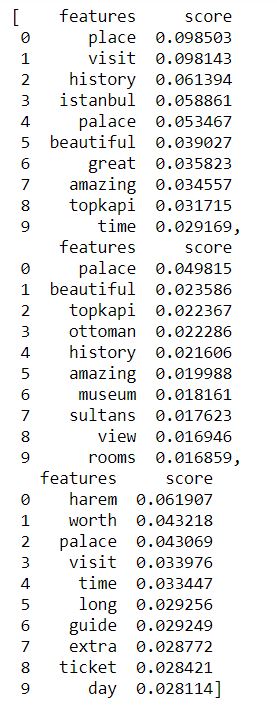 [ features score
0 place 0.098503
1 visit 0.098143
2 history 0.061394
3 istanbul 0.058861
4 palace 0.053467
5 beautiful 0.039027
6 great 0.035823
7 amazing 0.034557
8 topkapi 0.031715
9 time 0.029169,
features score
0 palace 0.049815
1 beautiful 0.023586
2 topkapi 0.022367
3 ottoman 0.022286
4 history 0.021606
5 amazing 0.019988
6 museum 0.018161
7 sultans 0.017623
8 view 0.016946
9 rooms 0.016859,
features score
0 harem 0.061907
1 worth 0.043218
2 palace 0.043069
3 visit 0.033976
4 time 0.033447
5 long 0.029256
6 guide 0.029249
7 extra 0.028772
8 ticket 0.028421
9 day 0.028114]